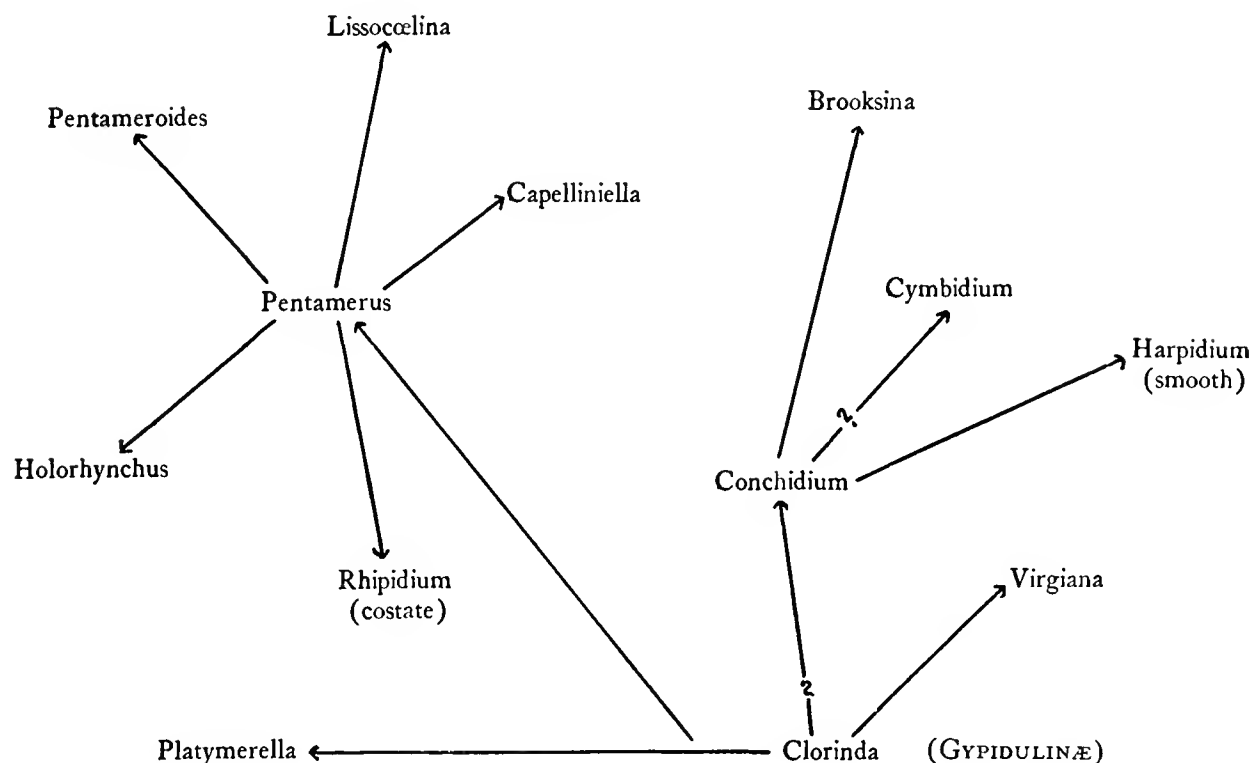 Lissocœlina
Pentameroides
Brooksina
Capelliniella
Cymbidium
Pentamerus
Harpidium
(smooth)
Holorhynchus
?
Conchidium
Rhipidium
(costate)
Virgiana
?
Platymerella
Clorinda (GYPIDULINÆ)